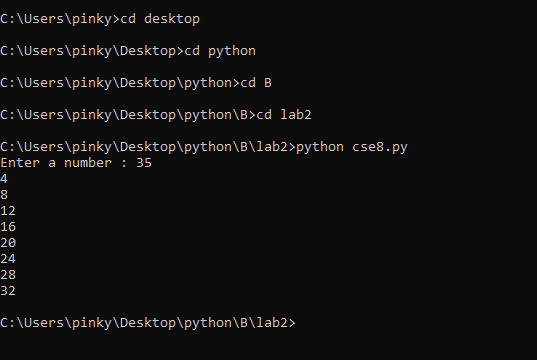 C:\Users\pinky>cd desktop
C:\Users\pinky\Desktop>cd python
C:\Users\pinky\Desktop\python>cd B
C:\Users\pinky\Desktop\python\B>cd lab2
C:\Users\pinky\Desktop\python\B\lab2>python cse8.py
Enter a number : 35
4
8
12
16
20
24
28
32
C:\Users\pinky\Desktop\python\B\lab2>